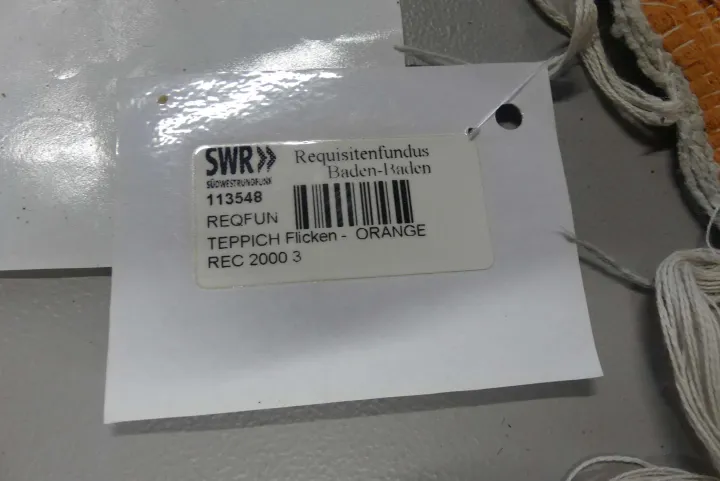 SWR»
SÜDWESTRUNDFUNK
Requisitenfundus
Baden-Baden
113548
REQFUN
TEPPICH Flicken - ORANGE
REC 2000 3